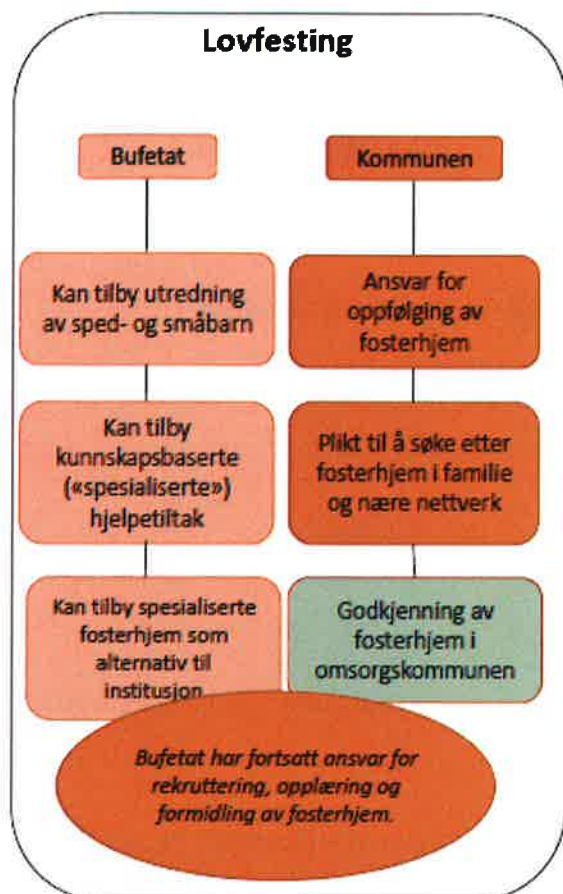 Lovfesting
Bufetat
Kan tilby utredning
av sped- og småbarn
Kan tilby
kunnskapsbaserte
(«spesialiserte»)
hjelpetiltak
Kan tilby spesialiserte
fosterhjem som
alternativ til
institusjon
Kommunen
Ansvar for
oppfølging av
fosterhjem
Plikt til å søke etter
fosterhjem i familie
og nære nettverk
Godkjenning av
fosterhjem i
omsorgskommunen
Bufetat har fortsatt ansvar for
rekruttering, opplæring og
formidling av fosterhjem.